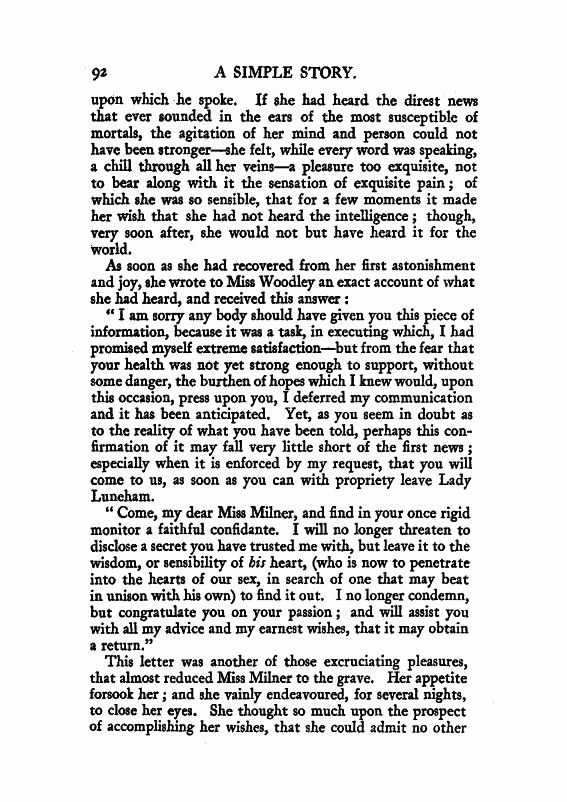 92 A SIMPLE STORY.
upon which he spoke. If she had heard the direst news
that ever sounded in the ears of the most susceptible of
mortals, the agitation of her mind and person could not
have been stronger—she felt, while every word was speaking,
a chill through all her veins—a pleasure too exquisite, not
to bear along with it the sensation of exquisite pain; of
which she was so sensible, that for a few moments it made
her wish that she had not heard the intelligence; though,
very soon after, she would not but have heard it for the
world.
As soon as she had recovered from her first astonishment
and joy, she wrote to Miss Woodley an exact account of what
she had heard, and received this answer:
“I am sorry any body should have given you this piece of
information, because it was a task, in executing which, I had
promised myself extreme satisfaction—but from the fear that
your health was not yet strong enough to support, without
some danger, the burthen of hopes which I knew would, upon
this occasion, press upon you, I deferred my communication
and it has been anticipated. Yet, as you seem in doubt as
to the reality of what you have been told, perhaps this con-
firmation of it may fall very little short of the first news;
especially when it is enforced by my request, that you will
come to us, as soon as you can with propriety leave Lady
Luneham.
“Come, my dear Miss Milner, and find in your once rigid
monitor a faithful confidante. I will no longer threaten to
disclose a secret you have trusted me with, but leave it to the
wisdom, or sensibility of his heart, (who is now to penetrate
into the hearts of our sex, in search of one that may beat
in unison with his own) to find it out. I no longer condemn,
but congratulate you on your passion; and will assist you
with all my advice and my earnest wishes, that it may obtain
a return.”
This letter was another of those excruciating pleasures,
that almost reduced Miss Milner to the grave. Her appetite
forsook her; and she vainly endeavoured, for several nights,
to close her eyes. She thought so much upon the prospect
of accomplishing her wishes, that she could admit no other